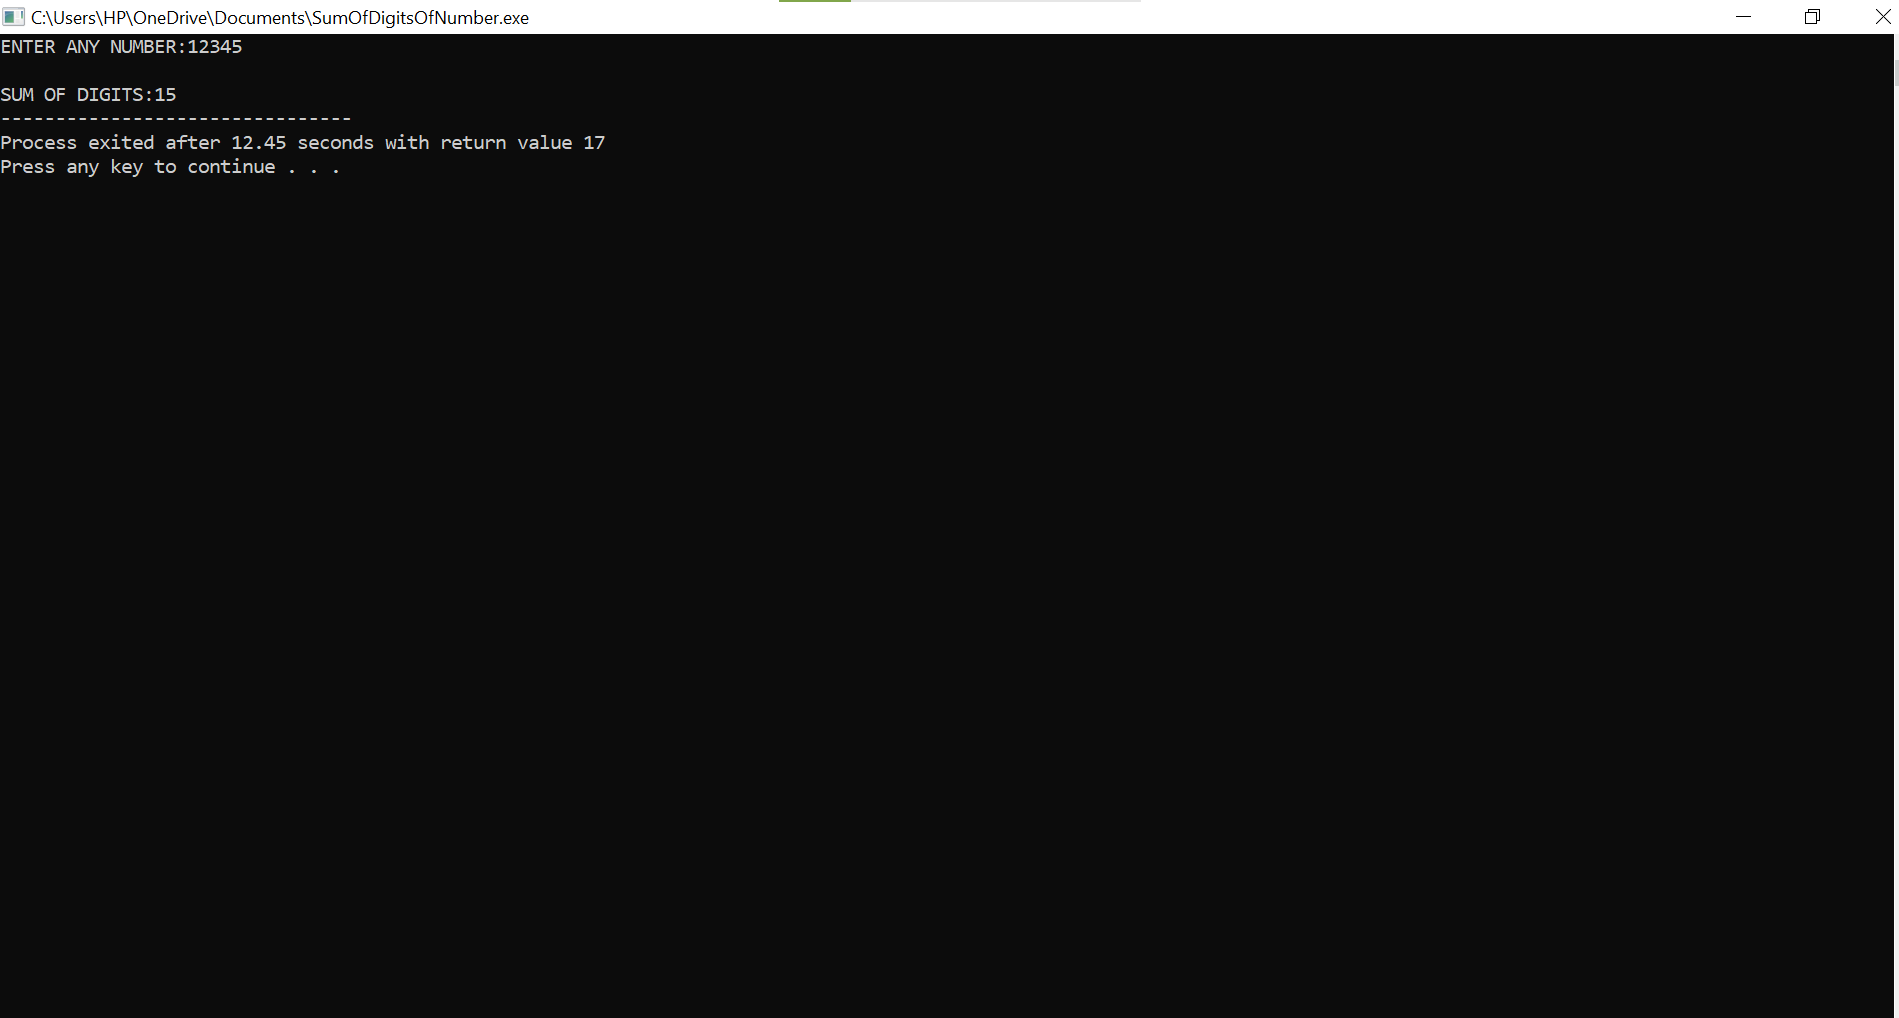 C:\Users\HP\OneDrive\Documents\SumOfDigitsOfNumber.exe
ENTER ANY NUMBER:12345
SUM OF DIGITS:15
--------------------------------
Process exited after 12.45 seconds with return value 17
Press any key to continue . . .